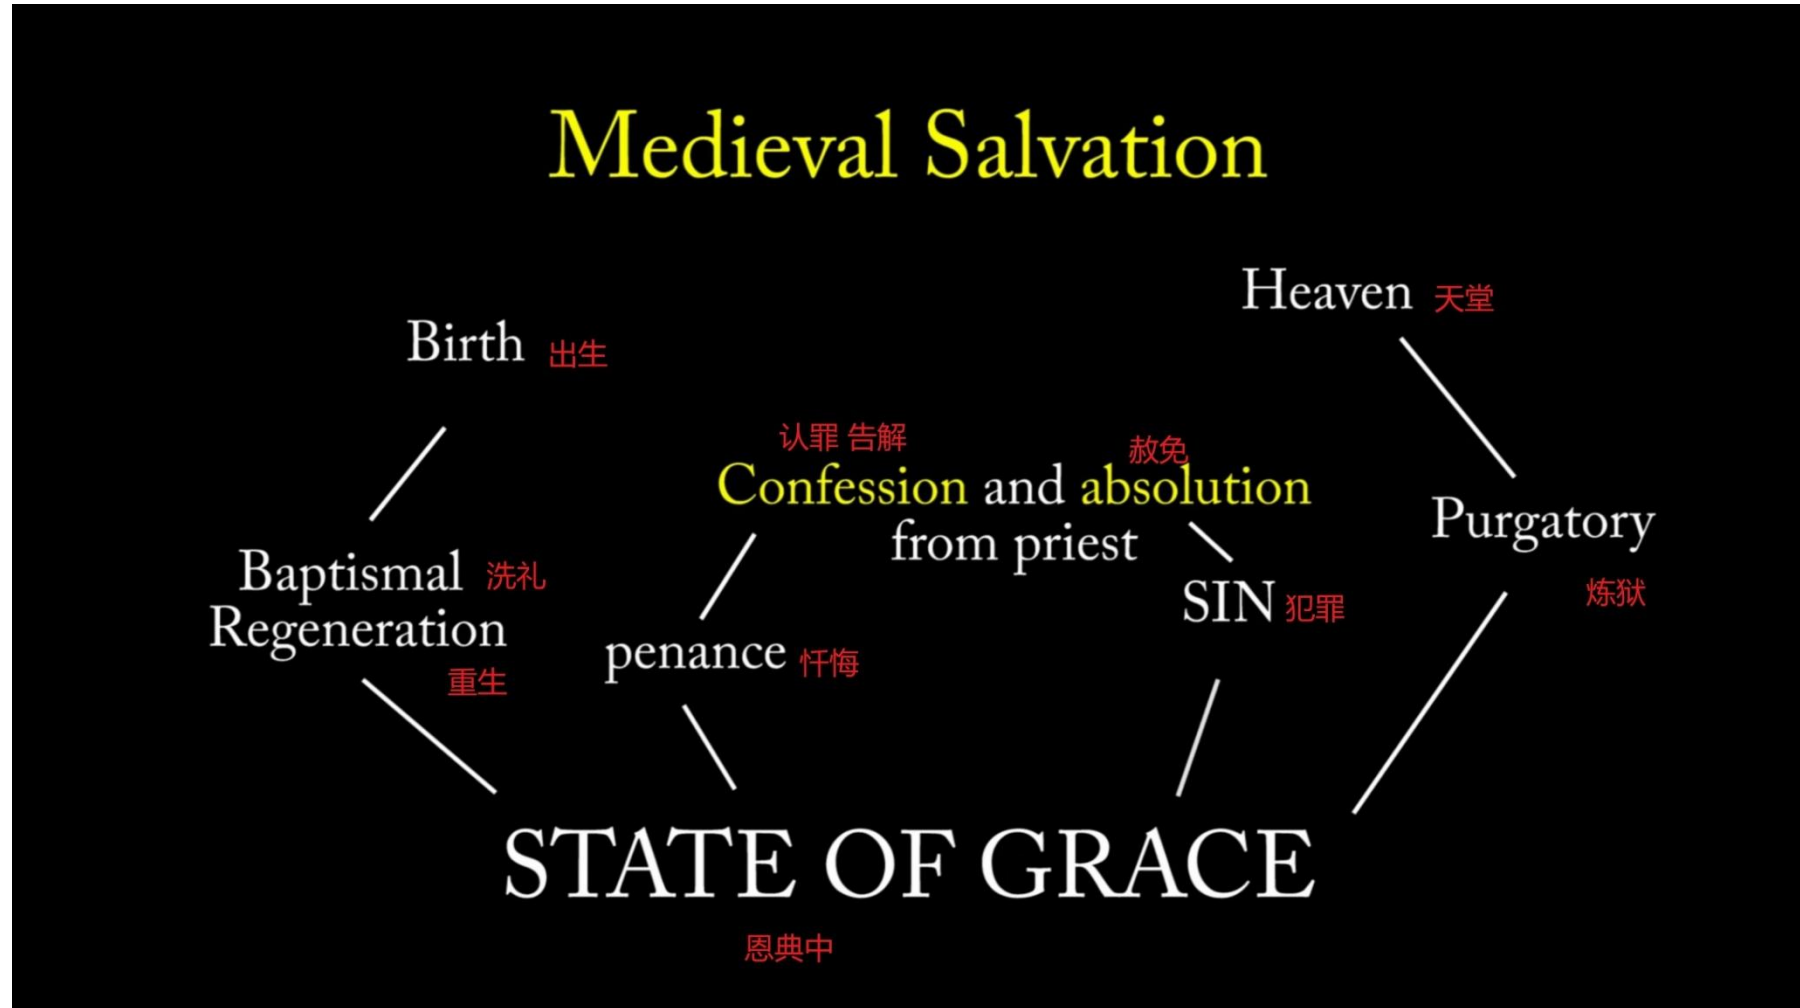 Medieval Salvation
Heaven 天堂
Birth 出生
认罪 告解
赦免
Confession and absolution
from priest
Purgatory
炼狱
Baptismal 洗礼
Regeneration
重生
SIN 犯罪
penance 忏悔
STATE OF GRACE
恩典中